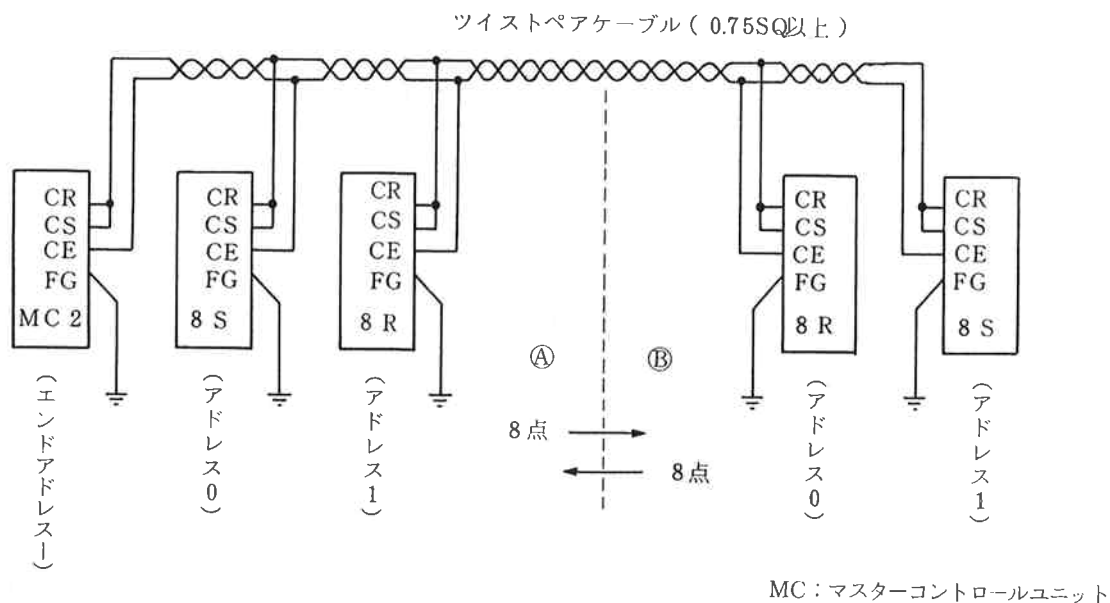 ツイストペアケーブル ( 0.75SQ以上 )
CR
CS
CE
FG
MC2
CR
CS
CE
FG
8S
CR
CS
CE
FG
8R
CR
CS
CE
FG
8R
CR
CS
CE
FG
8S
Ⓐ
Ⓑ
(エンドアドレスー)
(アドレス0)
(アドレス1)
8点
8点
(アドレス0)
(アドレス1)
MC:マスターコントロールユニット